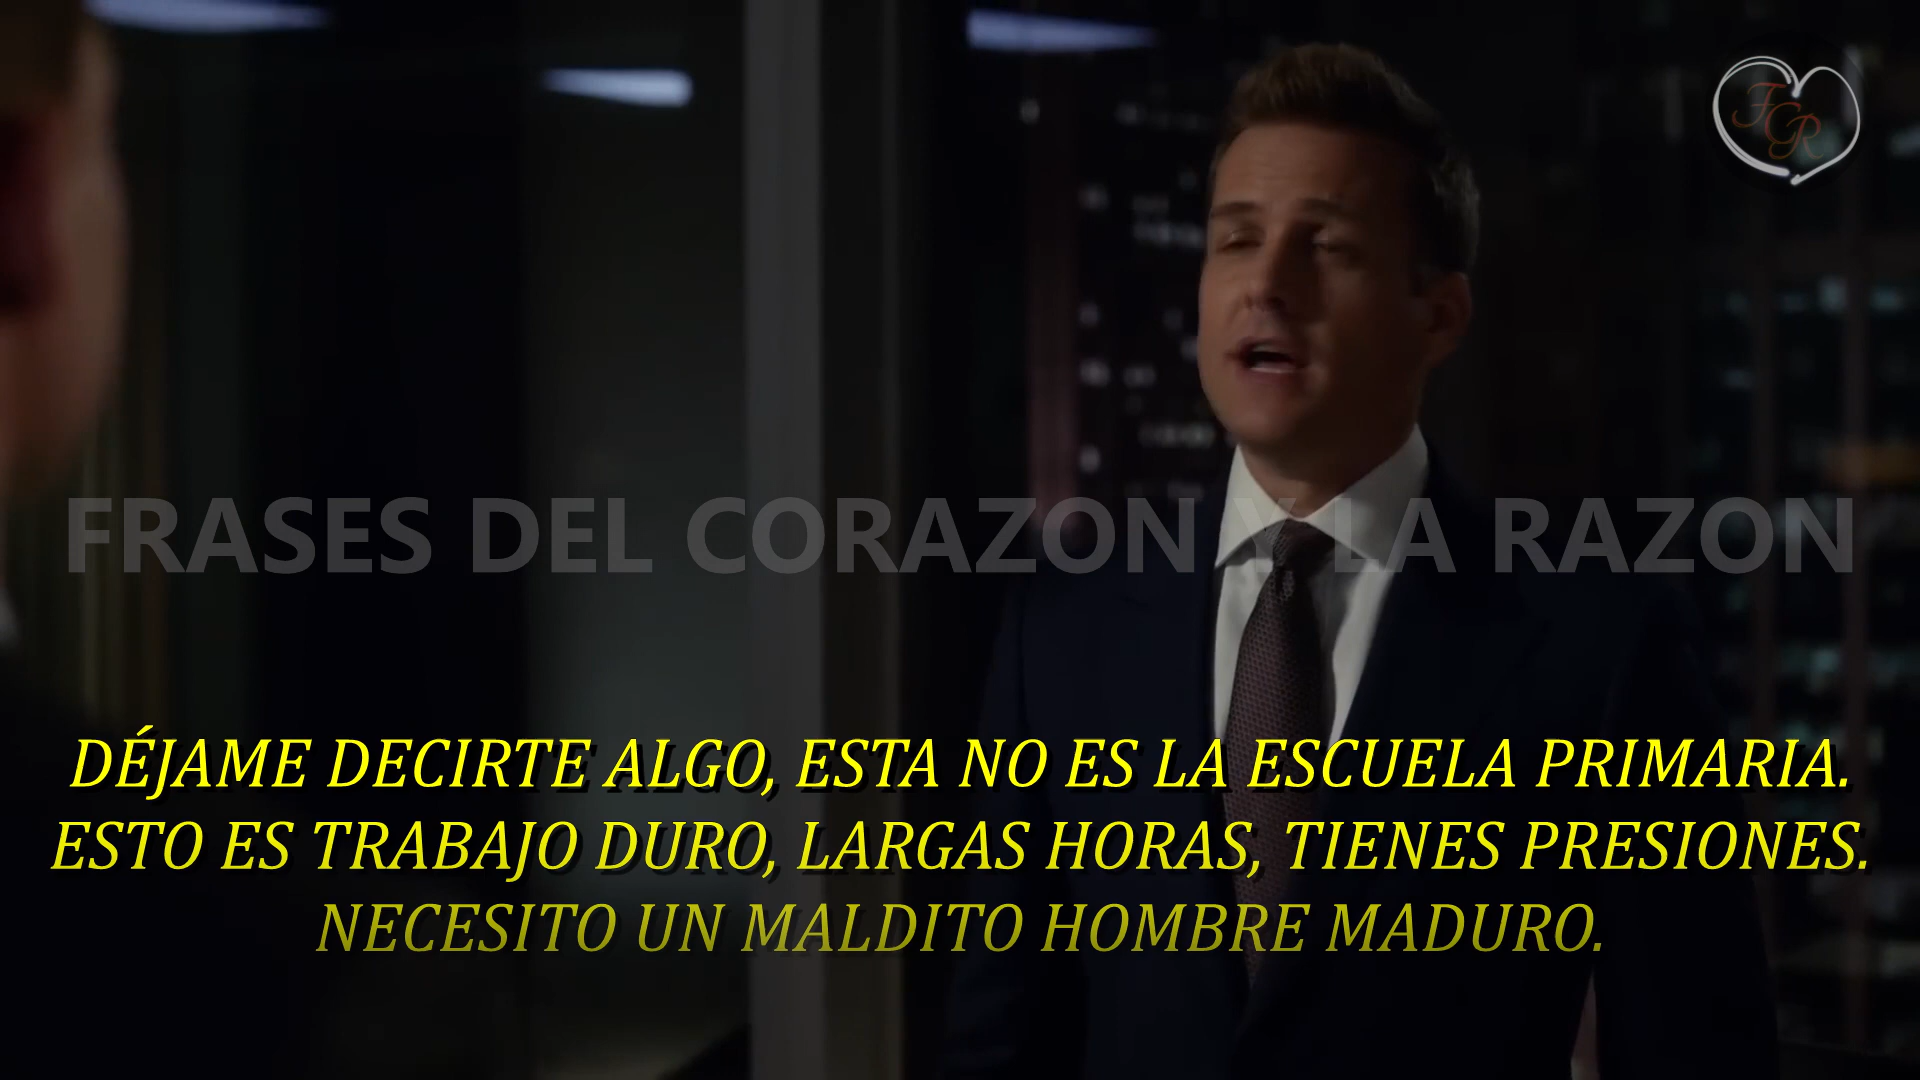 FCR
FRASES DEL CORAZON Y LA RAZON
DÉJAME DECIRTE ALGO, ESTA NO ES LA ESCUELA PRIMARIA.
ESTO ES TRABAJO DURO, LARGAS HORAS, TIENES PRESIONES.
NECESITO UN MALDITO HOMBRE MADURO.